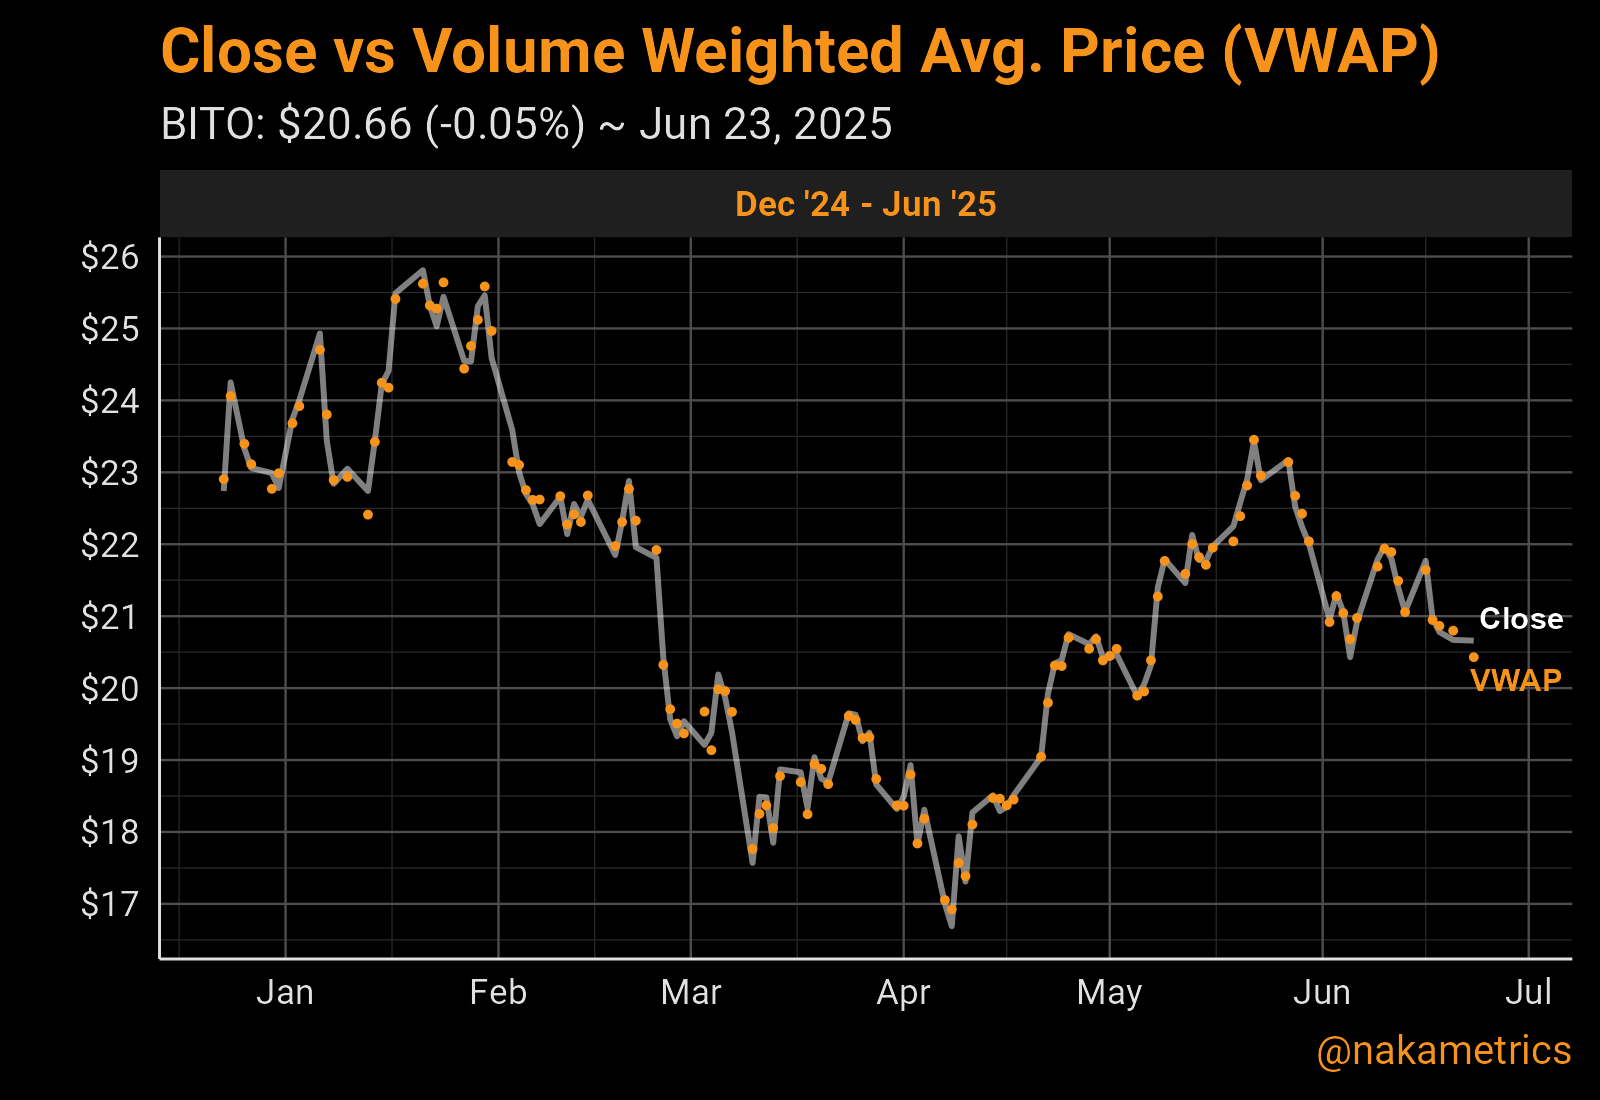 Close vs Volume Weighted Avg. Price (VWAP)
BITO: $20.66 (-0.05%) ~ Jun 23, 2025
Dec '24 - Jun '25
$26
$25
$24
$23
$22
$21
$20
$19
$18
$17
Close
VWAP
Jan Feb Mar Apr May Jun Jul
@nakametrics